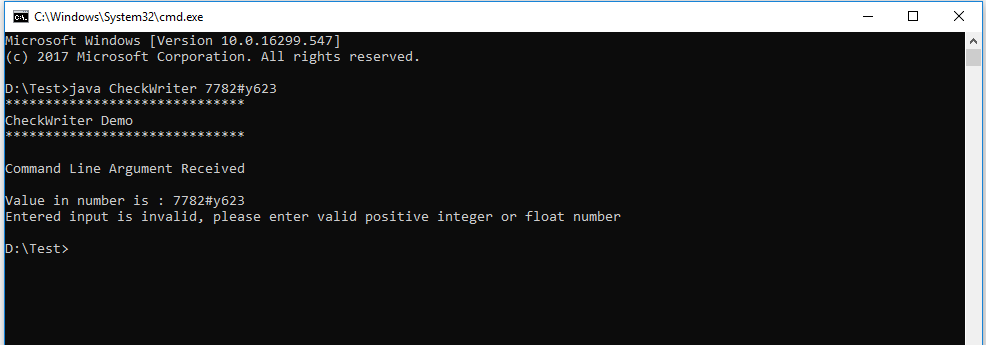 C:\Windows\System32\cmd.exe
Microsoft Windows [Version 10.0.16299.547]
(c) 2017 Microsoft Corporation. All rights reserved.
D:\Test>java CheckWriter 7782#y623
******************************
CheckWriter Demo
******************************
Command Line Argument Received
Value in number is : 7782#y623
Entered input is invalid, please enter valid positive integer or float number
D:\Test>